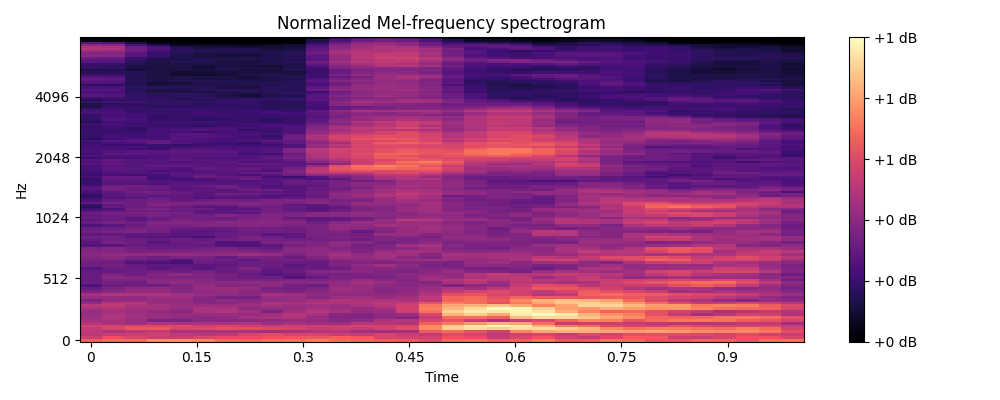 Normalized Mel-frequency spectrogram
Hz
4096
2048
1024
512
0
0 0.15 0.3 0.45 0.6 0.75 0.9
Time
+1 dB
+1 dB
+1 dB
+0 dB
+0 dB
+0 dB